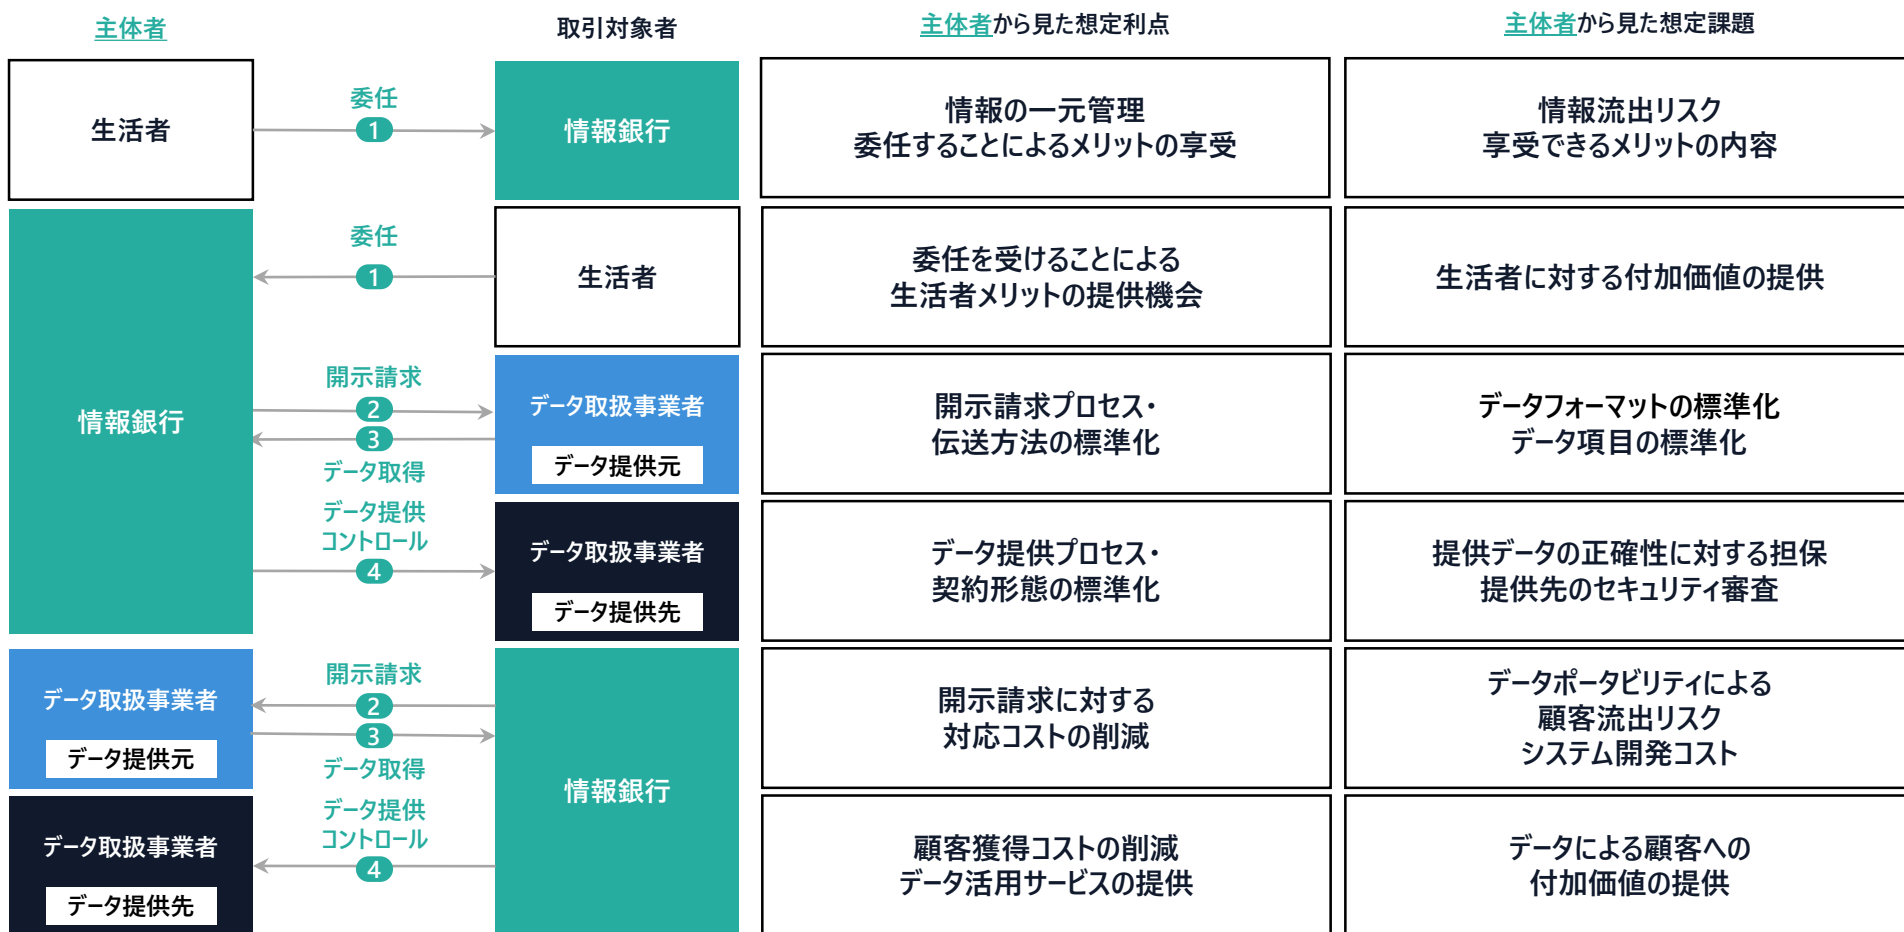 主体者
取引対象者
主体者から見た想定利点
主体者から見た想定課題
生活者
委任
1
情報銀行
情報の一元管理
委任することによるメリットの享受
情報流出リスク
享受できるメリットの内容
情報銀行
委任
1
生活者
委任を受けることによる
生活者メリットの提供機会
生活者に対する付加価値の提供
開示請求
2
3
データ取得
データ取扱事業者
データ提供元
開示請求プロセス・
伝送方法の標準化
データフォーマットの標準化
データ項目の標準化
データ提供
コントロール
4
データ取扱事業者
データ提供先
データ提供プロセス・
契約形態の標準化
提供データの正確性に対する担保
提供先のセキュリティ審査
データ取扱事業者
データ提供元
開示請求
2
3
データ取得
情報銀行
開示請求に対する
対応コストの削減
データポータビリティによる
顧客流出リスク
システム開発コスト
データ取扱事業者
データ提供先
データ提供
コントロール
4
顧客獲得コストの削減
データ活用サービスの提供
データによる顧客への
付加価値の提供